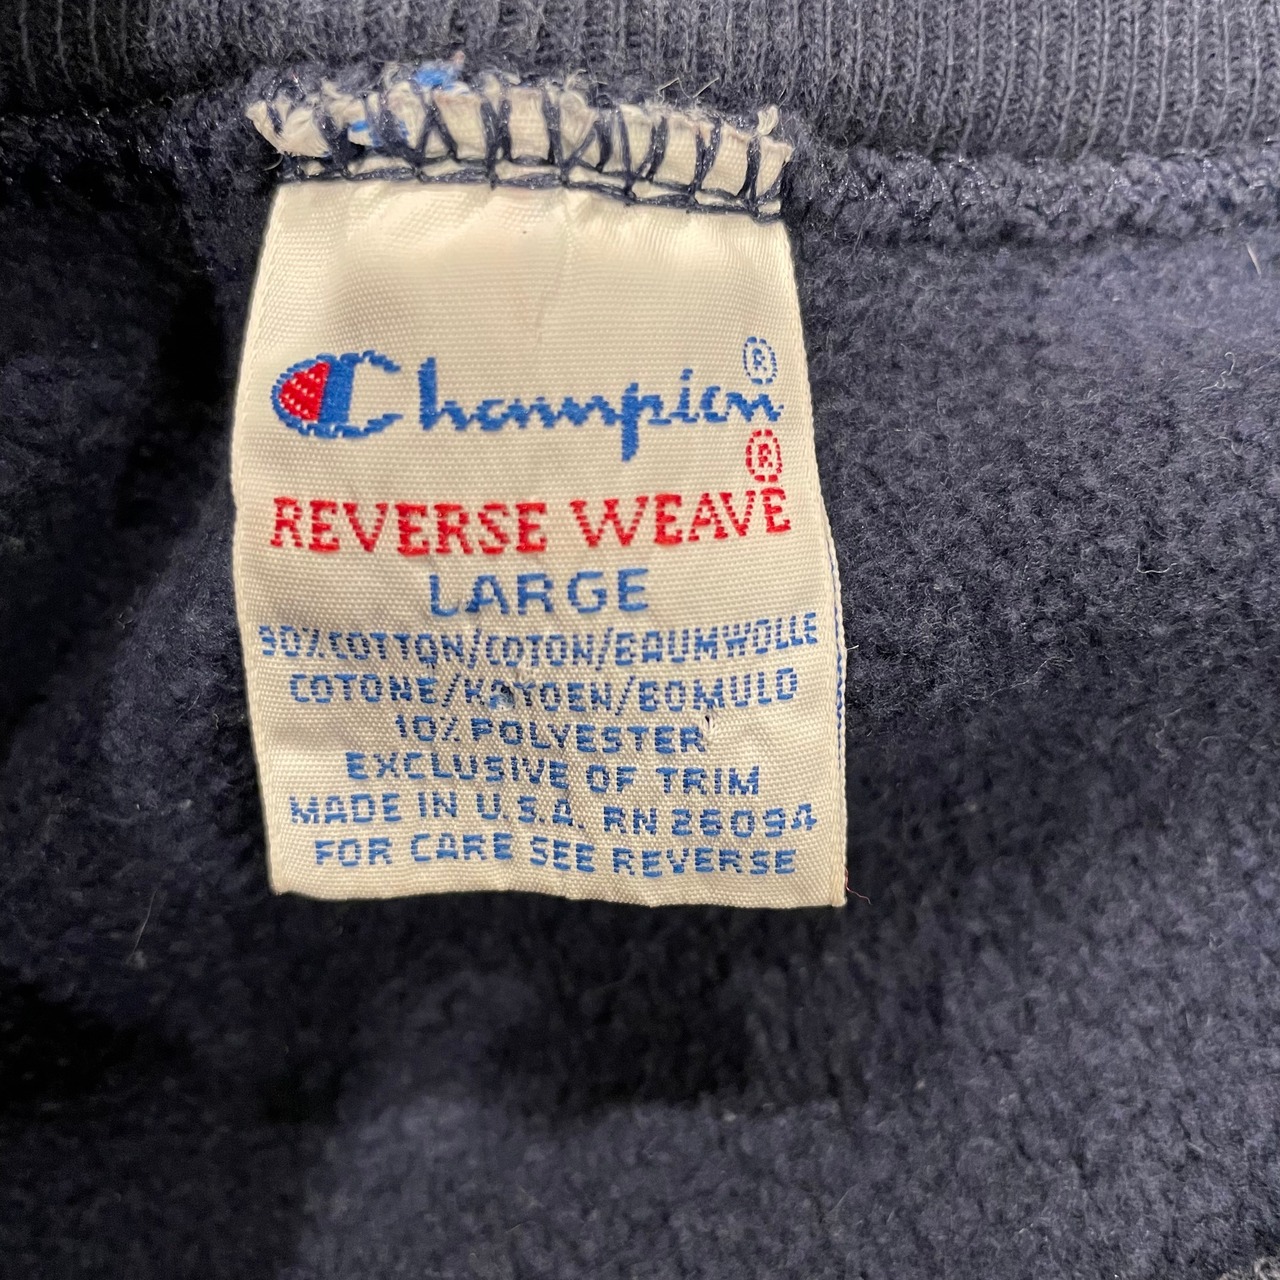 Champion®
REVERSE WEAVE®
LARGE
90% COTTON/COTON/BAUMWOLLE
COTONE/KATOEN/BOMULD
10% POLYESTER
EXCLUSIVE OF TRIM
MADE IN U.S.A. RN 26094
FOR CARE SEE REVERSE